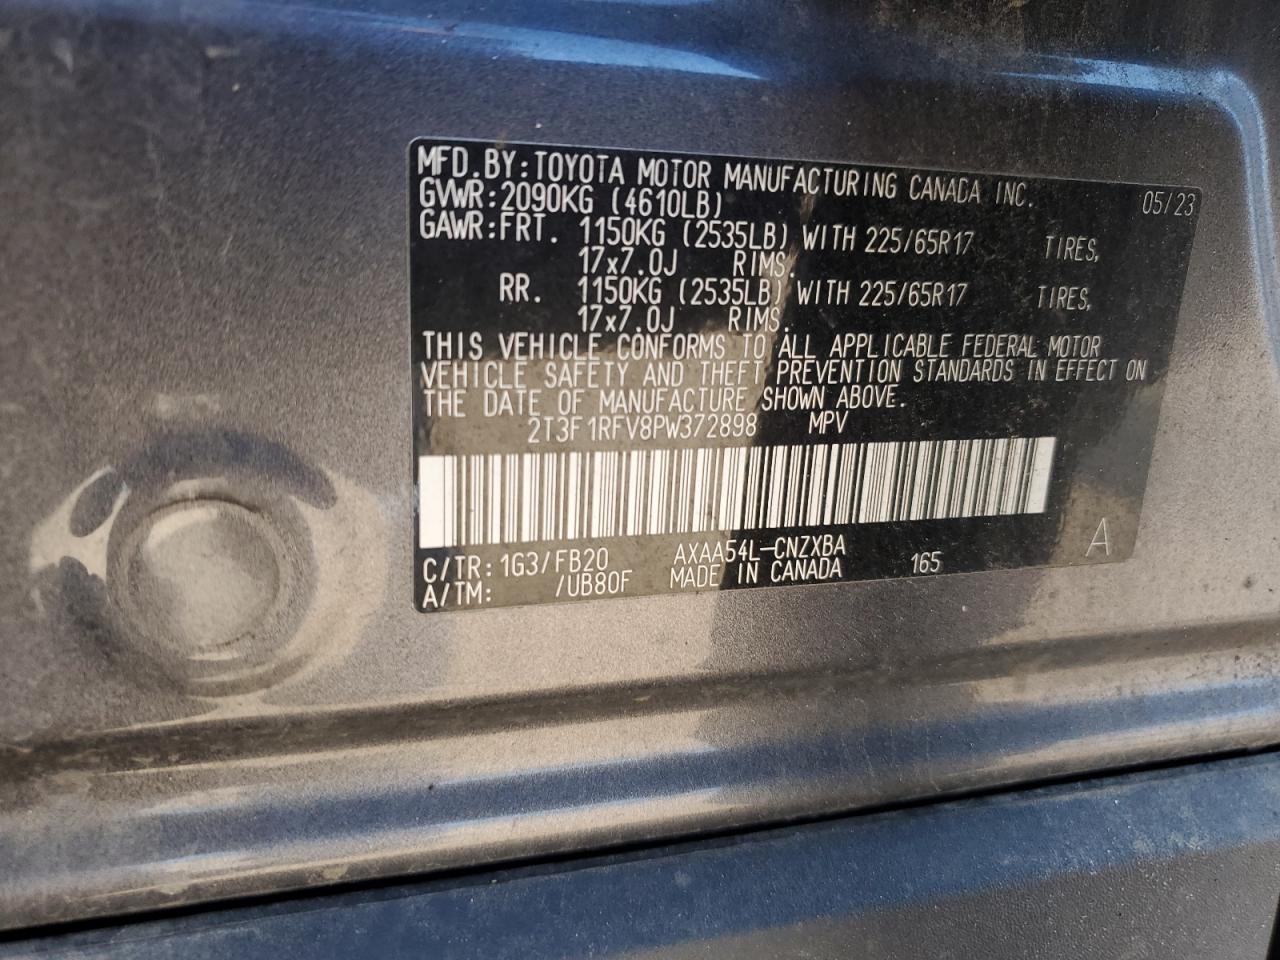 MFD.BY:TOYOTA MOTOR MANUFACTURING CANADA INC. 05/23
GVWR:2090KG (4610LB)
GAWR:FRT. 1150KG (2535LB) WITH 225/65R17 TIRES,
17x7.0J RIMS.
RR. 1150KG (2535LB) WITH 225/65R17 TIRES,
17x7.0J RIMS.
THIS VEHICLE CONFORMS TO ALL APPLICABLE FEDERAL MOTOR
VEHICLE SAFETY AND THEFT PREVENTION STANDARDS IN EFFECT ON
THE DATE OF MANUFACTURE SHOWN ABOVE.
2T3F1RFV8PW372898 MPV
C/TR: 1G3/FB20 AXAA54L-CNZXBA 165 A
A/TM: /UB80F MADE IN CANADA